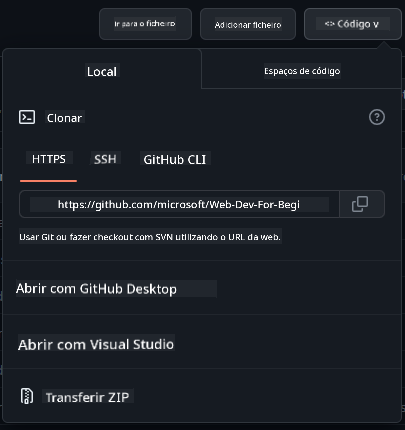 Ir para o ficheiro
Adicionar ficheiro
<> Código v
Local
Espaços de código
Clonar
?
HTTPS
SSH
GitHub CLI
https://github.com/microsoft/Web-Dev-For-Begi
Usar Git ou fazer checkout com SVN utilizando o URL da web.
Abrir com GitHub Desktop
Abrir com Visual Studio
Transferir ZIP